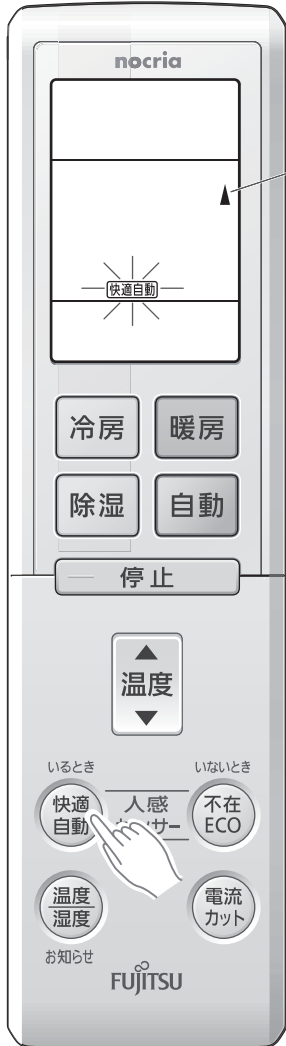 nocria
快適自動
冷房
暖房
除湿
自動
停止
温度
いるとき
いないとき
快適
自動
人感
サー
不在
ECO
温度
湿度
電流
カット
お知らせ
FUJITSU